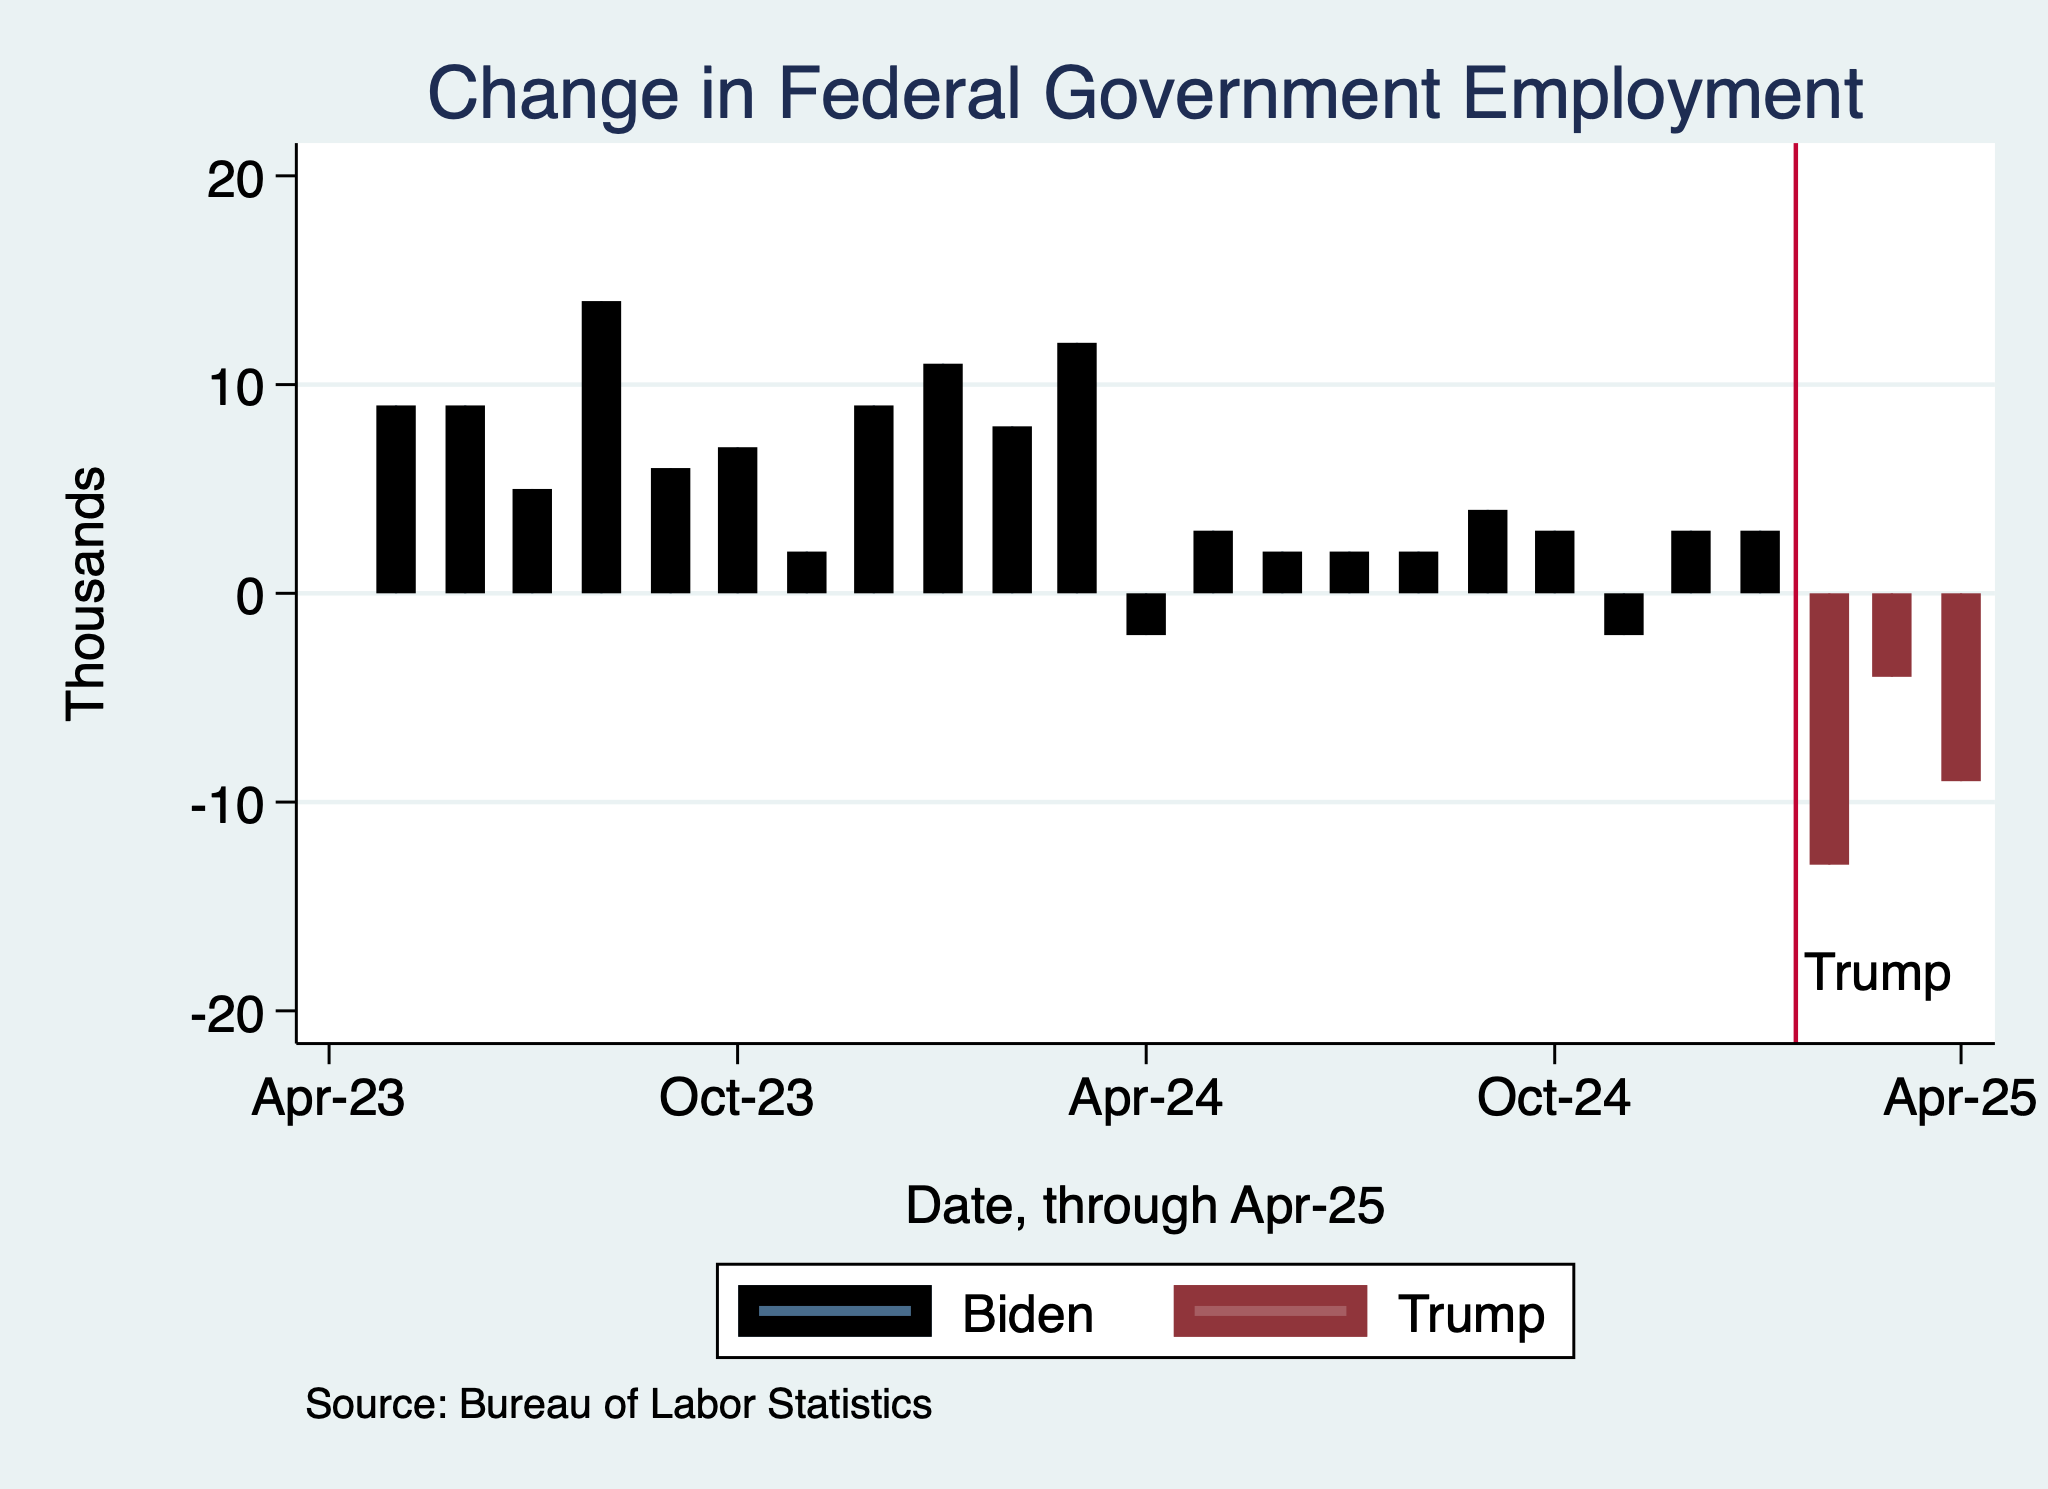 Change in Federal Government Employment
20
10
0
-10
-20
Thousands
Trump
Apr-23 Oct-23 Apr-24 Oct-24 Apr-25
Date, through Apr-25
Biden Trump
Source: Bureau of Labor Statistics